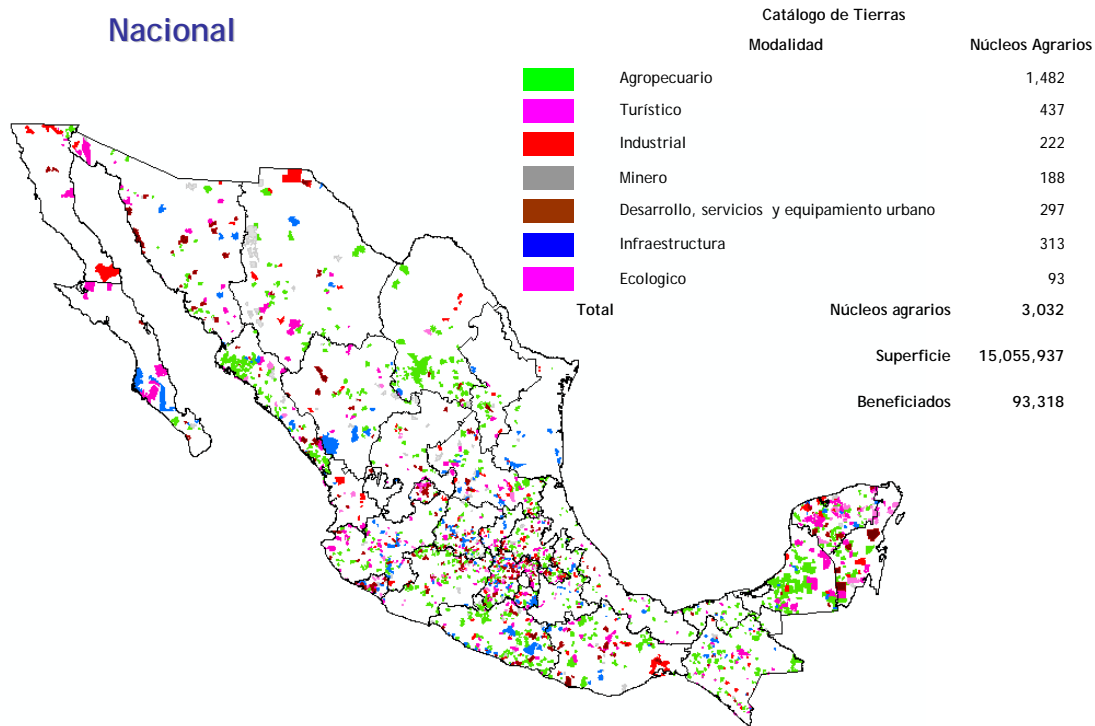 Nacional
Catálogo de Tierras
Modalidad Núcleos Agrarios
Agropecuario 1,482
Turístico 437
Industrial 222
Minero 188
Desarrollo, servicios y equipamiento urbano 297
Infraestructura 313
Ecologico 93
Total Núcleos agrarios 3,032
Superficie 15,055,937
Beneficiados 93,318